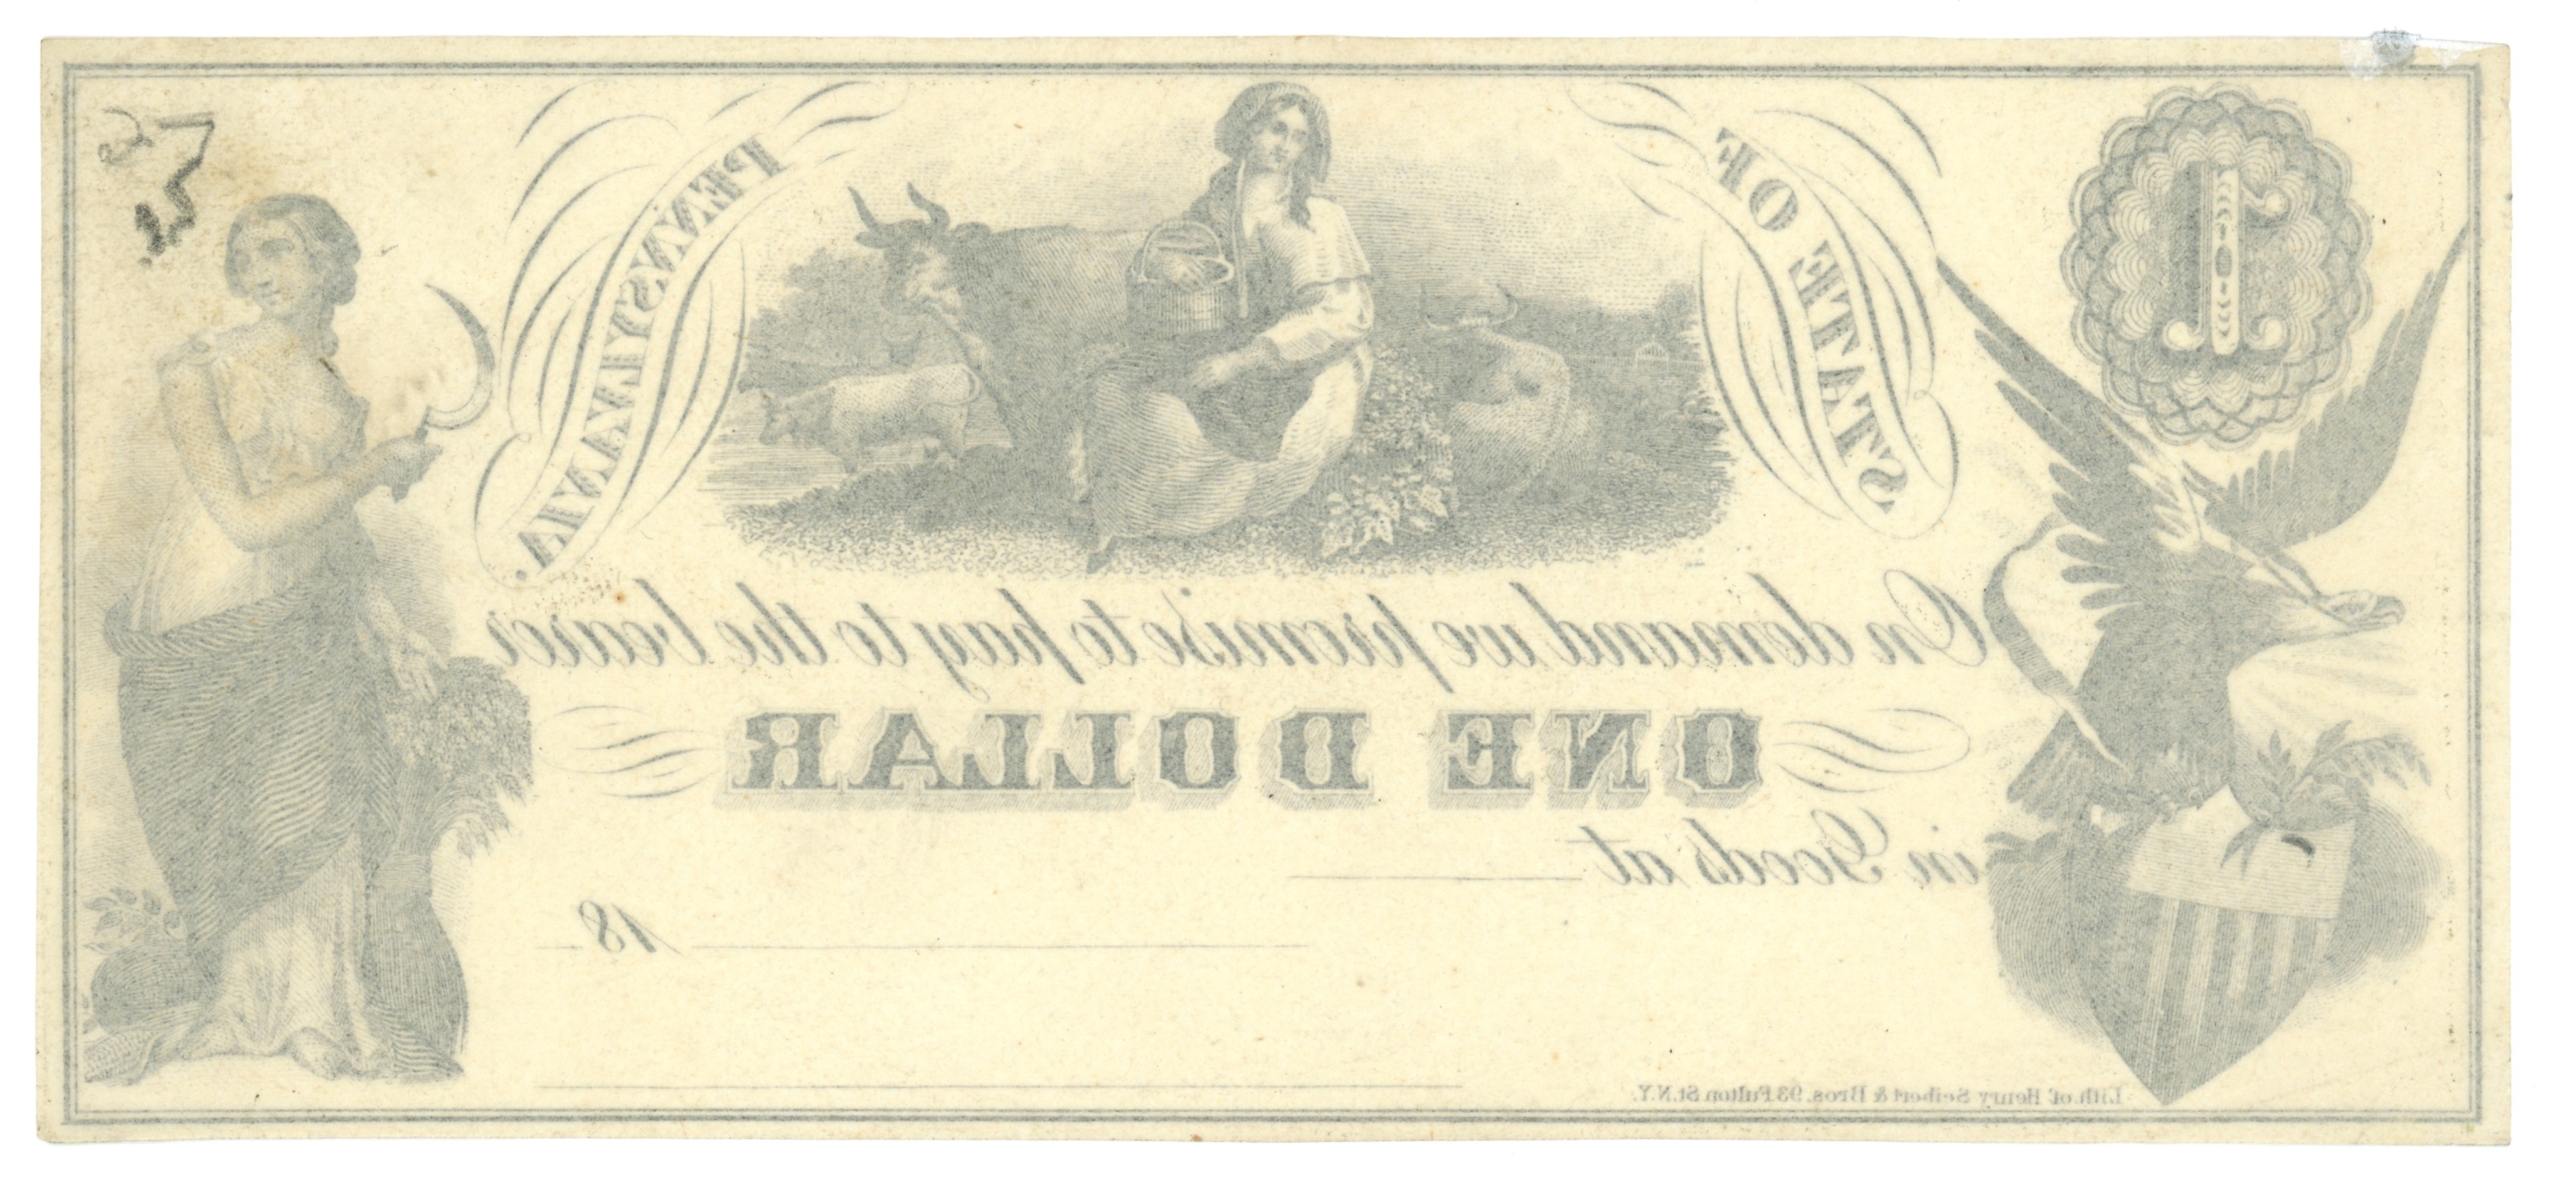 1
STATE OF
PENNSYLVANIA.
On demand we promise to pay to the bearer
ONE DOLLAR
in Goods at
18
Lith. of Henry Seibert & Bros. 93 Fulton St. N.Y.